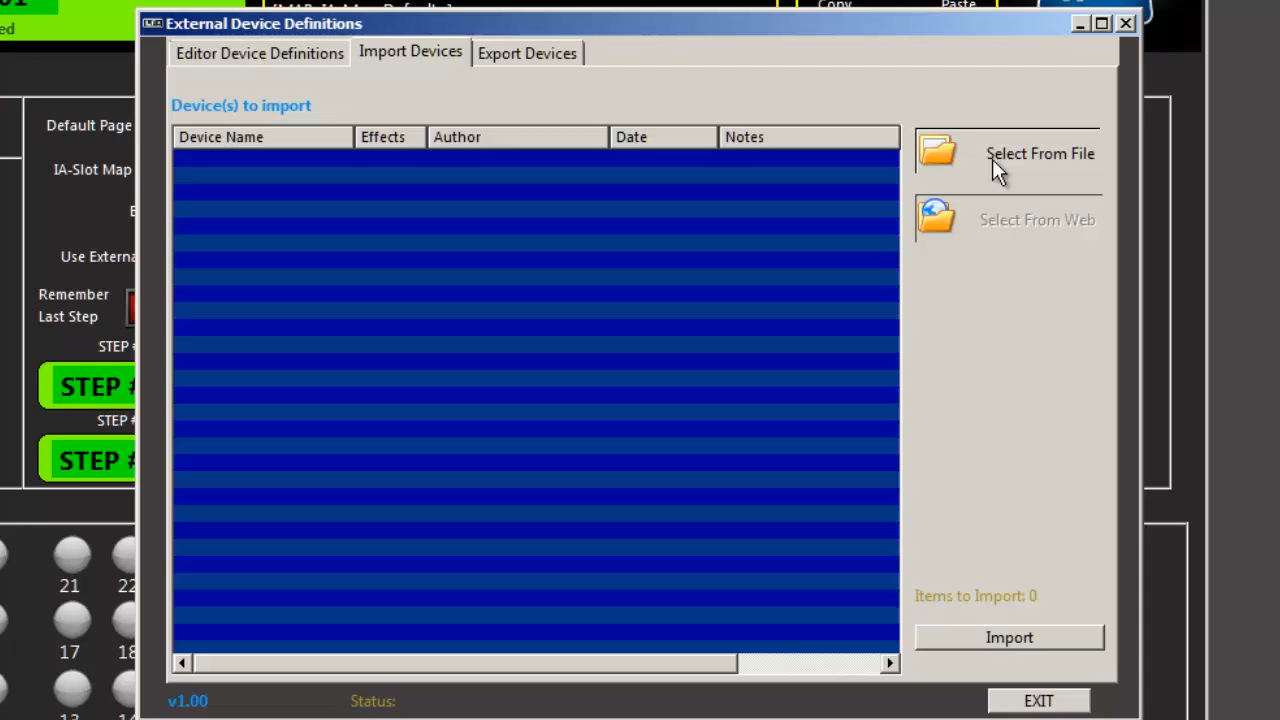 External Device Definitions
Editor Device Definitions
Import Devices
Export Devices
Device(s) to import
Device Name
Effects
Author
Date
Notes
Select From File
Select From Web
Items to Import: 0
Import
v1.00
Status:
EXIT
Copy
Paste
01
ed
Default Page
IA-Slot Map
Use Externa
Remember
Last Step
STEP #
STEP #
STEP #
STEP #
21
22
17
18